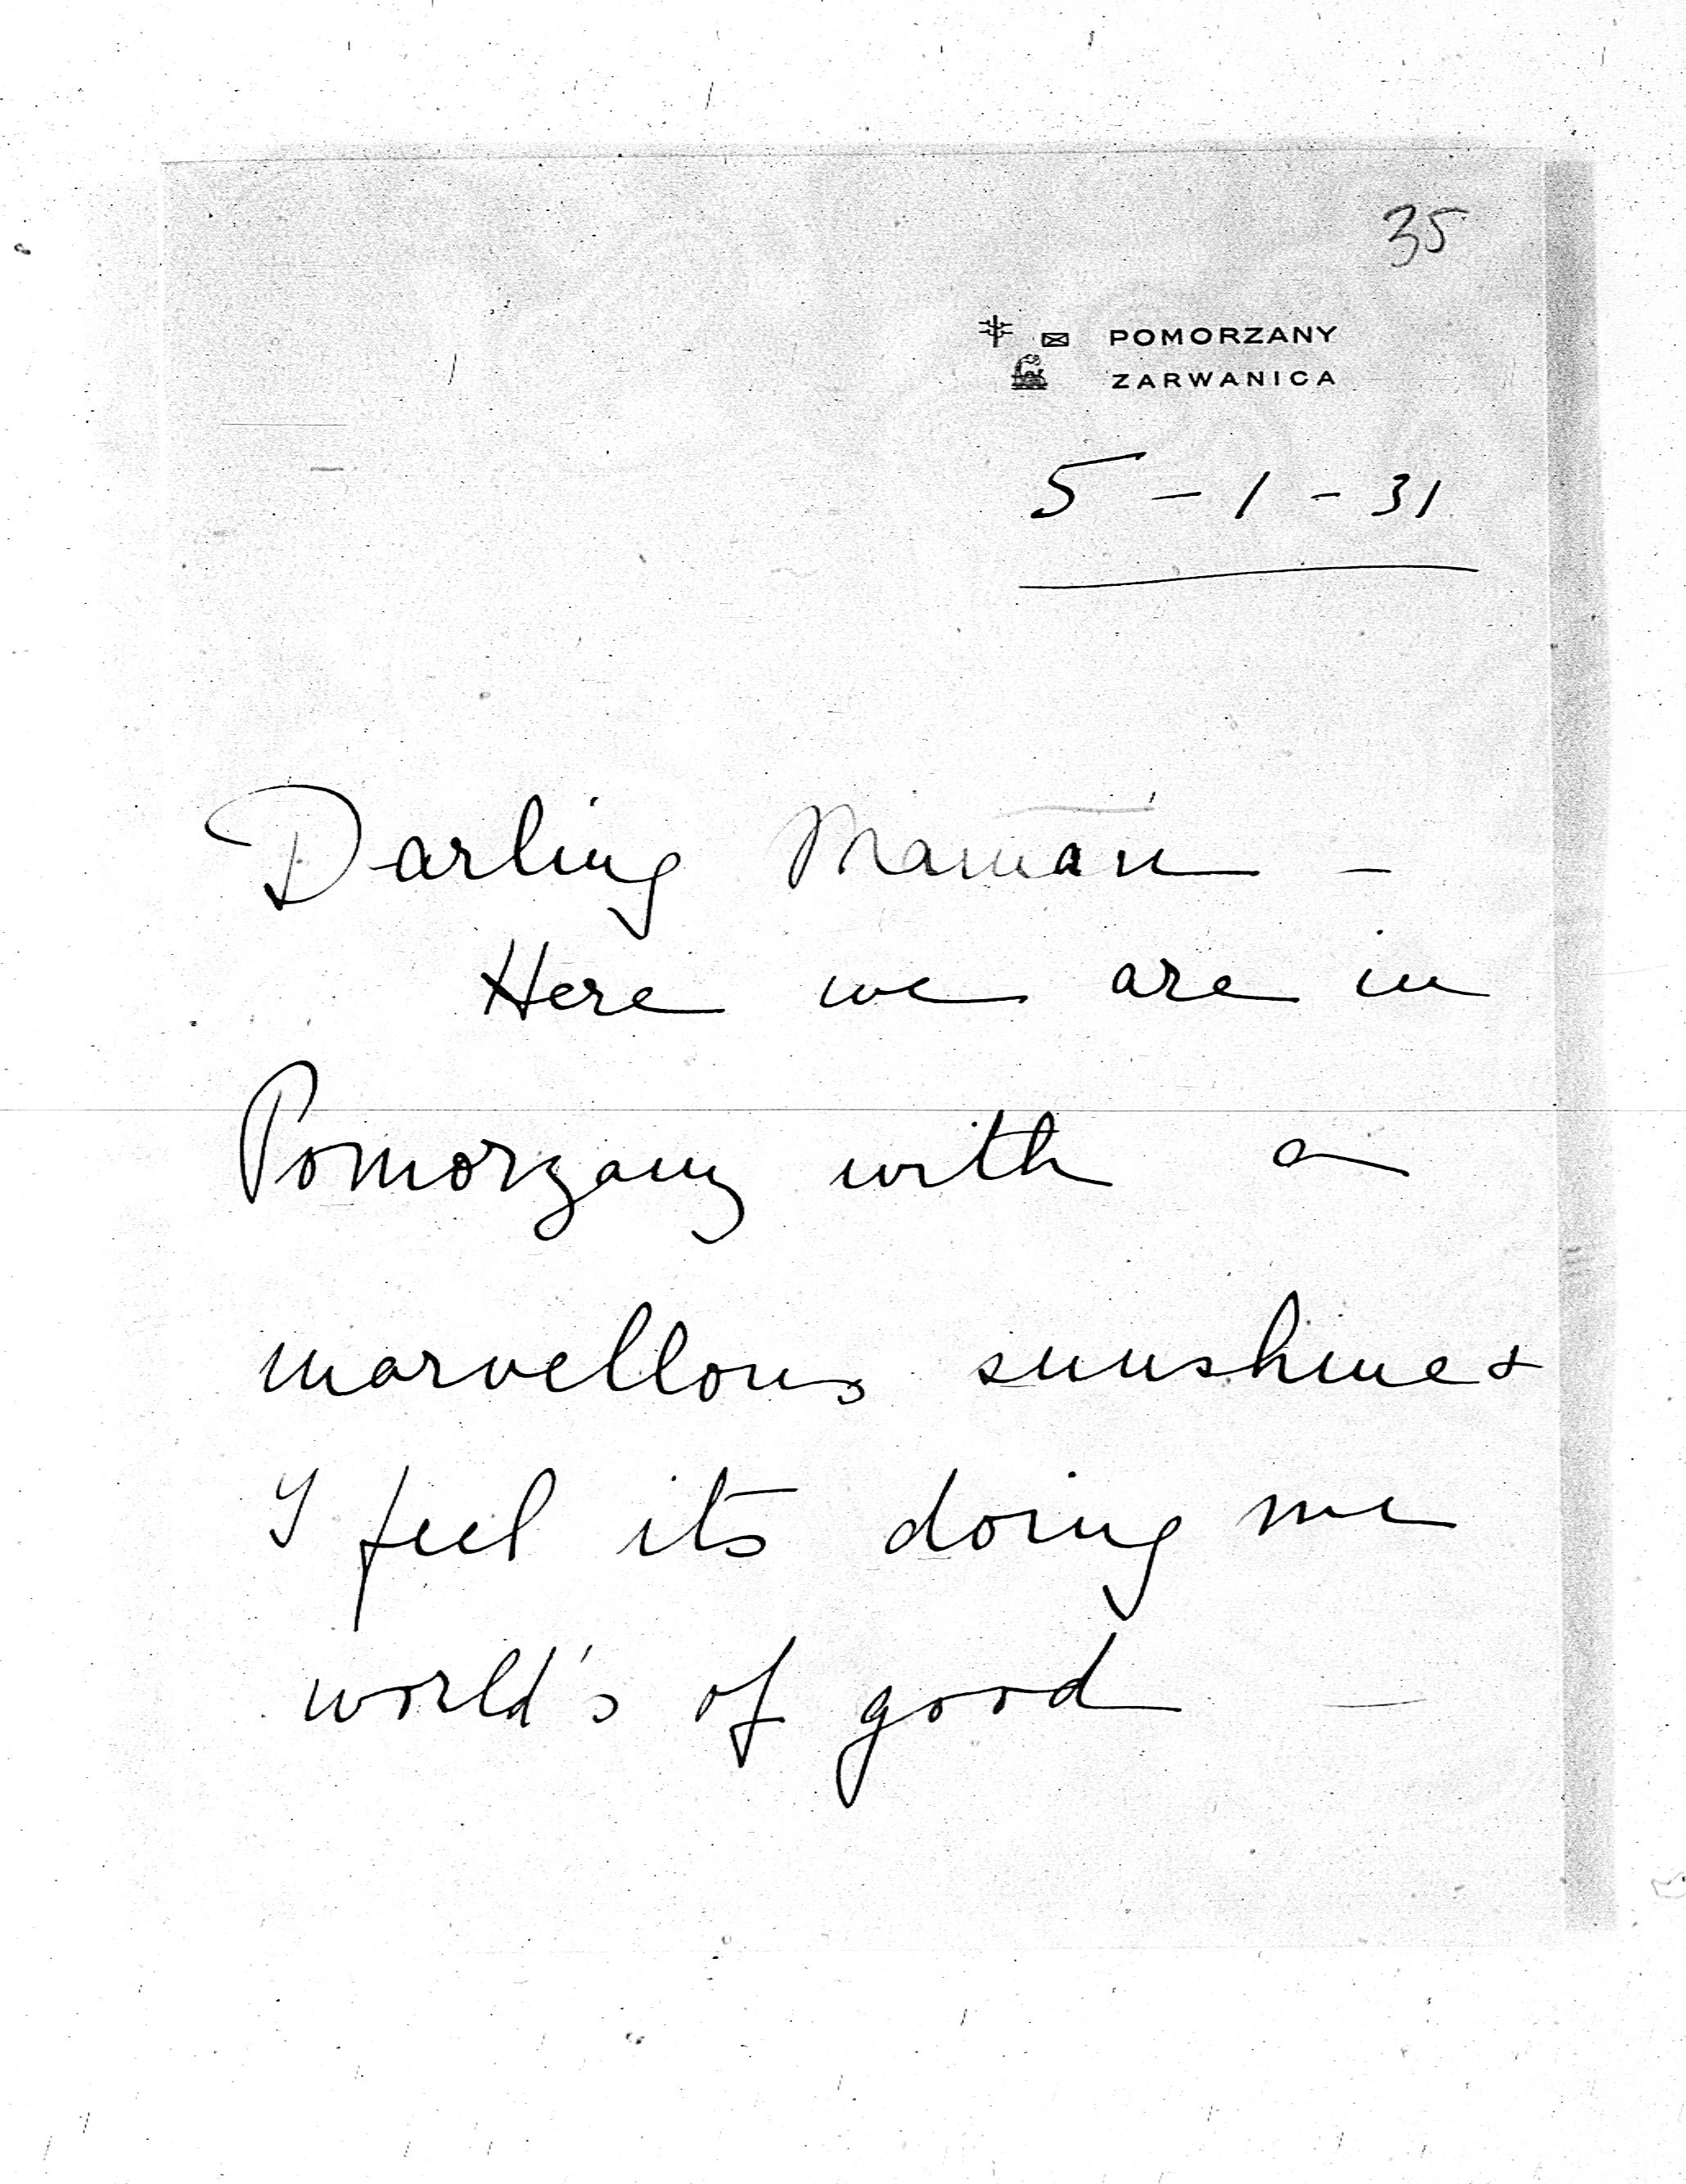 35
POMORZANY
ZARWANICA
5 - 1 - 31
Darling Maman -
Here we are in
Pomorzany with a
marvellous sunshine +
I feel its doing me
world's of good -